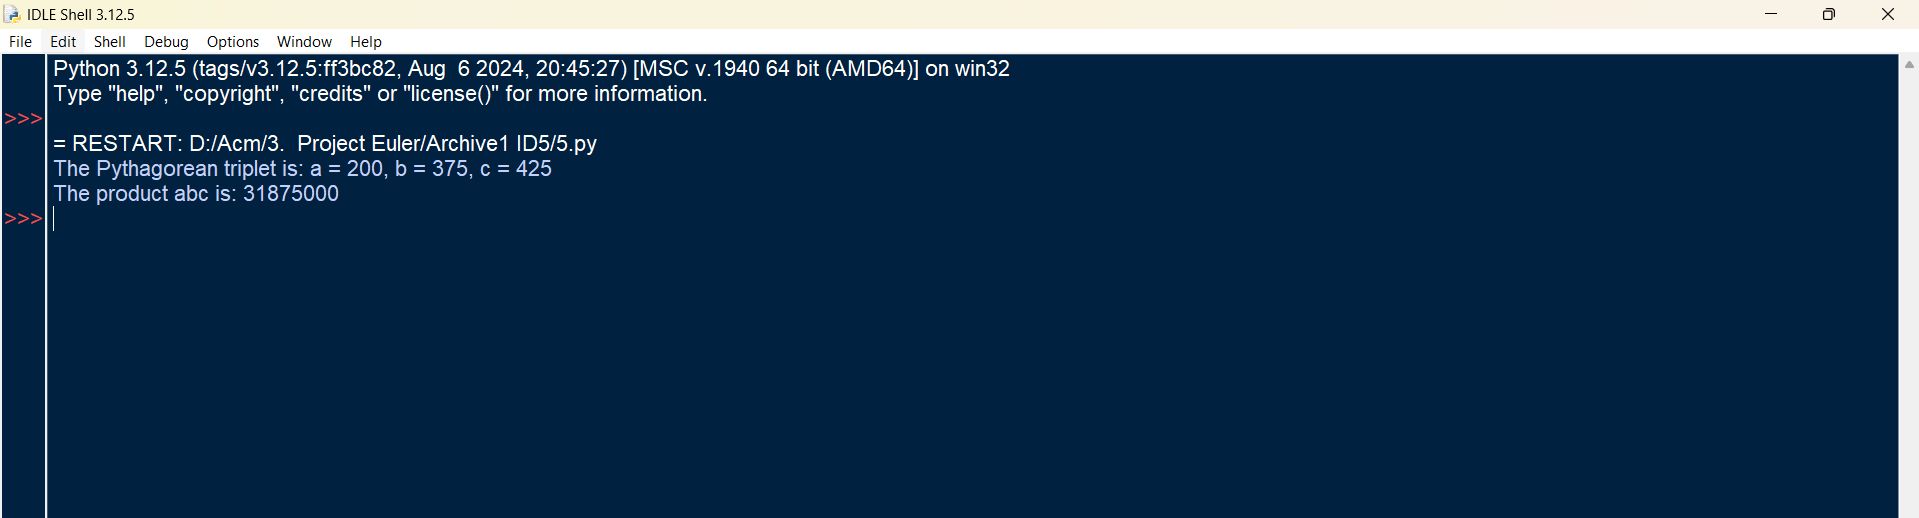 IDLE Shell 3.12.5
File Edit Shell Debug Options Window Help
Python 3.12.5 (tags/v3.12.5:ff3bc82, Aug  6 2024, 20:45:27) [MSC v.1940 64 bit (AMD64)] on win32
Type "help", "copyright", "credits" or "license()" for more information.
>>>
= RESTART: D:/Acm/3.  Project Euler/Archive1 ID5/5.py
The Pythagorean triplet is: a = 200, b = 375, c = 425
The product abc is: 31875000
>>>